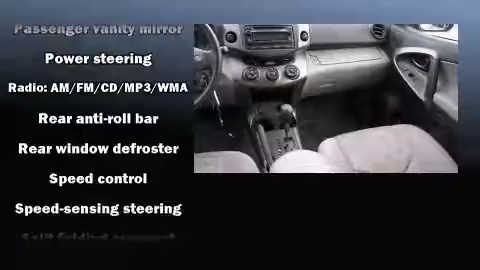 Passenger vanity mirror
Power steering
Radio: AM/FM/CD/MP3/WMA
Rear anti-roll bar
Rear window defroster
Speed control
Speed-sensing steering